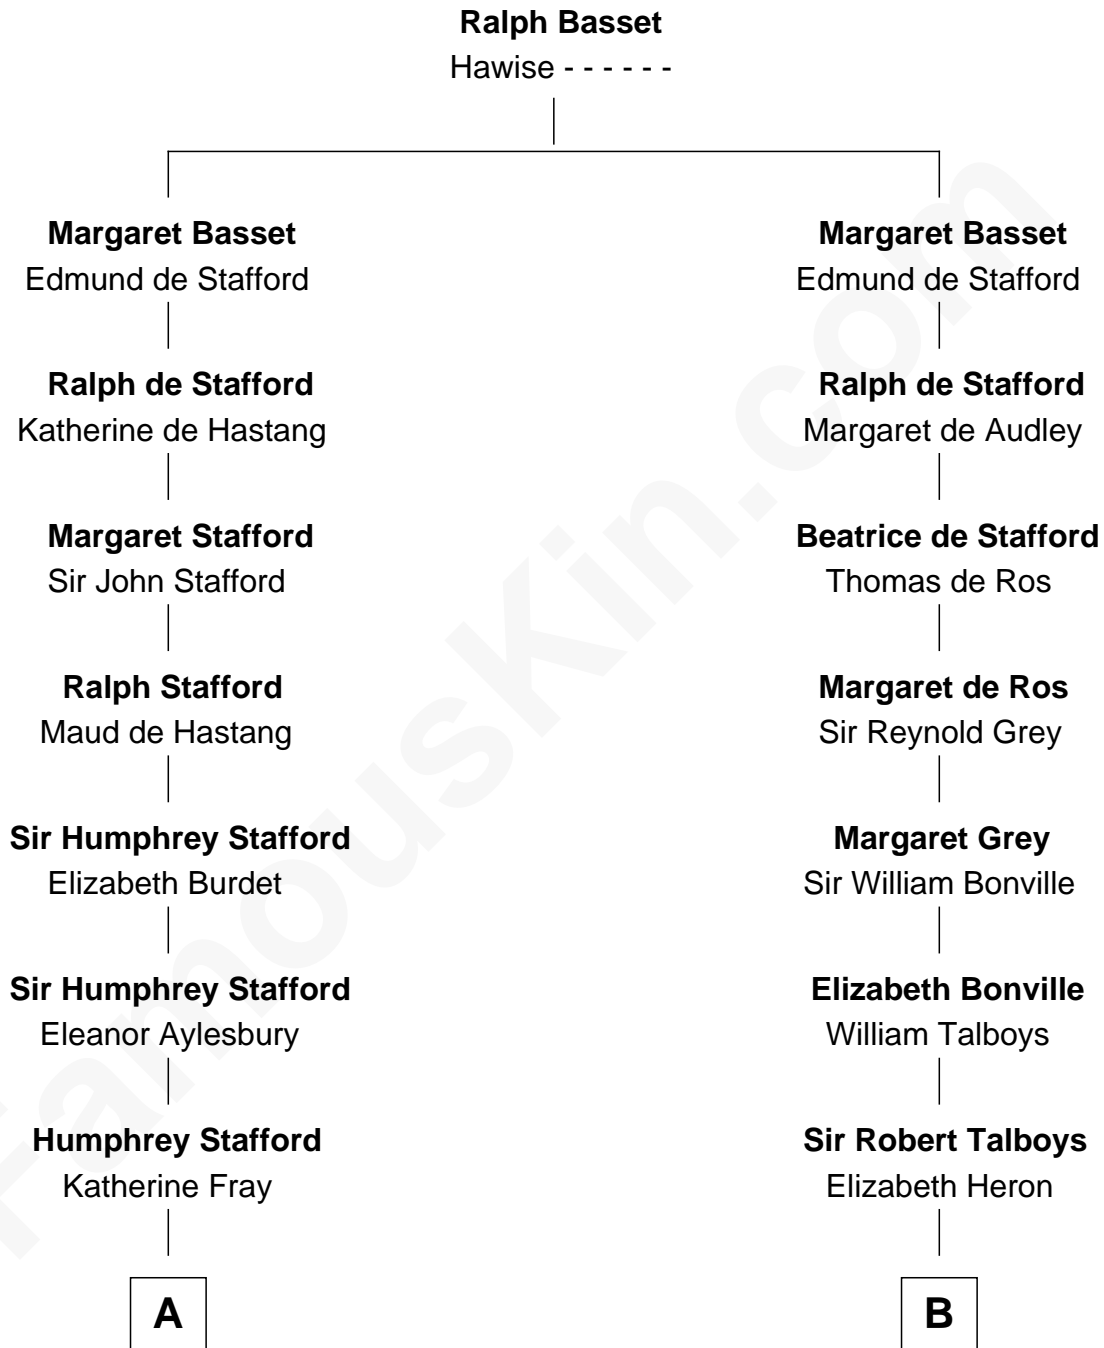 Ralph Basset
Hawise - - - - - -
Margaret Basset
Edmund de Stafford
Ralph de Stafford
Katherine de Hastang
Margaret Stafford
Sir John Stafford
Ralph Stafford
Maud de Hastang
Sir Humphrey Stafford
Elizabeth Burdet
Sir Humphrey Stafford
Eleanor Aylesbury
Humphrey Stafford
Katherine Fray
A
Margaret Basset
Edmund de Stafford
Ralph de Stafford
Margaret de Audley
Beatrice de Stafford
Thomas de Ros
Margaret de Ros
Sir Reynold Grey
Margaret Grey
Sir William Bonville
Elizabeth Bonville
William Talboys
Sir Robert Talboys
Elizabeth Heron
B
FamousKin.com